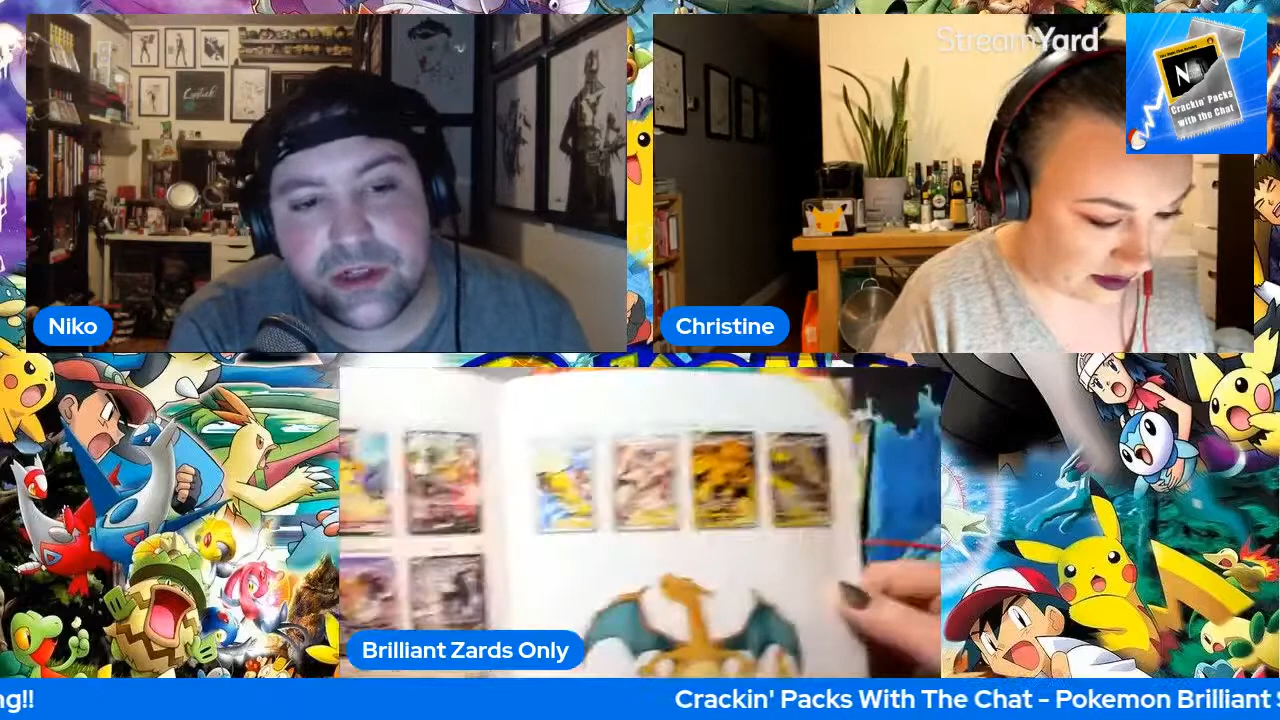 StreamYard
N
Crackin' Packs
with the Chat
Niko
Christine
Brilliant Zards Only
ng!!
Crackin' Packs With The Chat - Pokemon Brilliant S